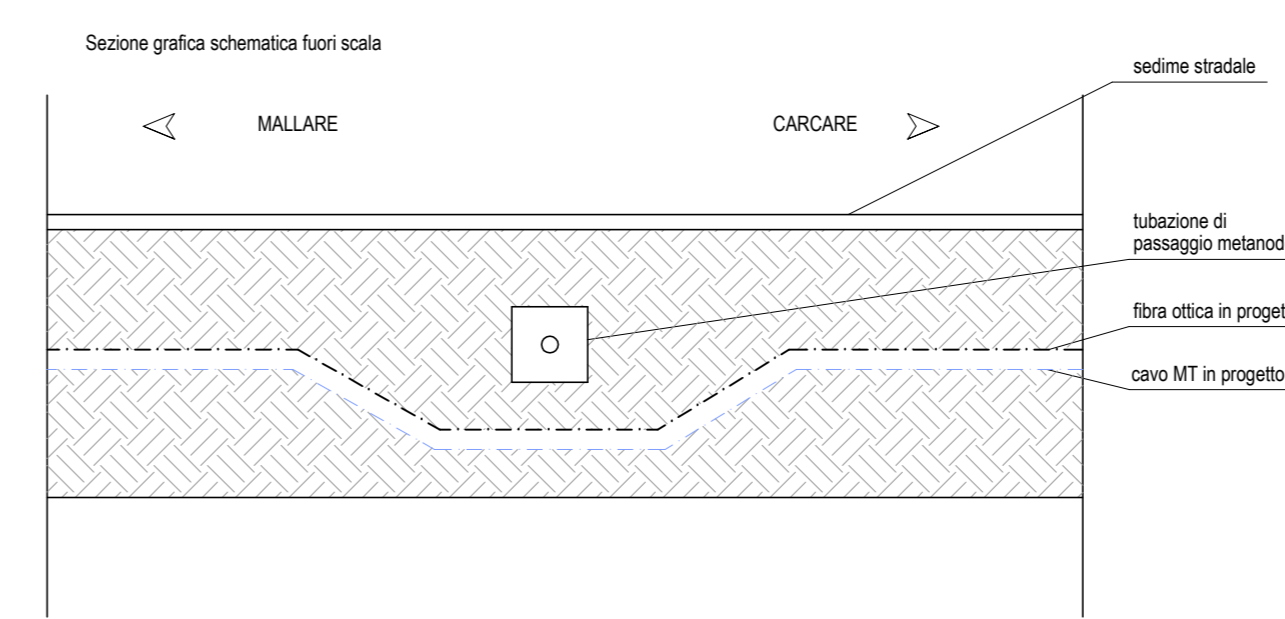 Sezione grafica schematica fuori scala
sedime stradale
MALLARE
CARCARE
tubazione di
passaggio metanod
fibra ottica in proget
cavo MT in progetto